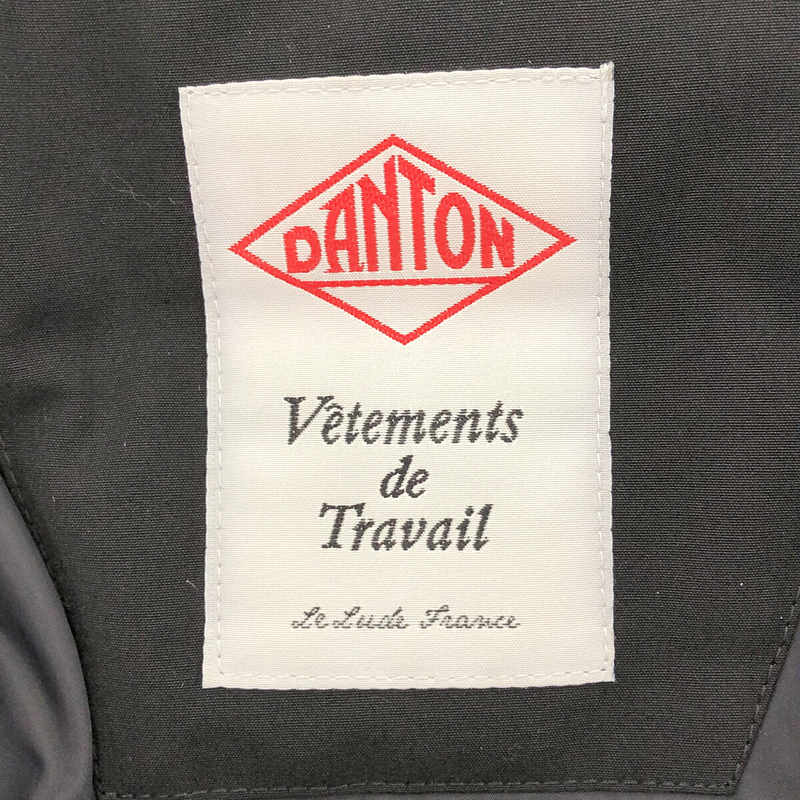 DANTON
Vêtements
de
Travail
Le Lude France